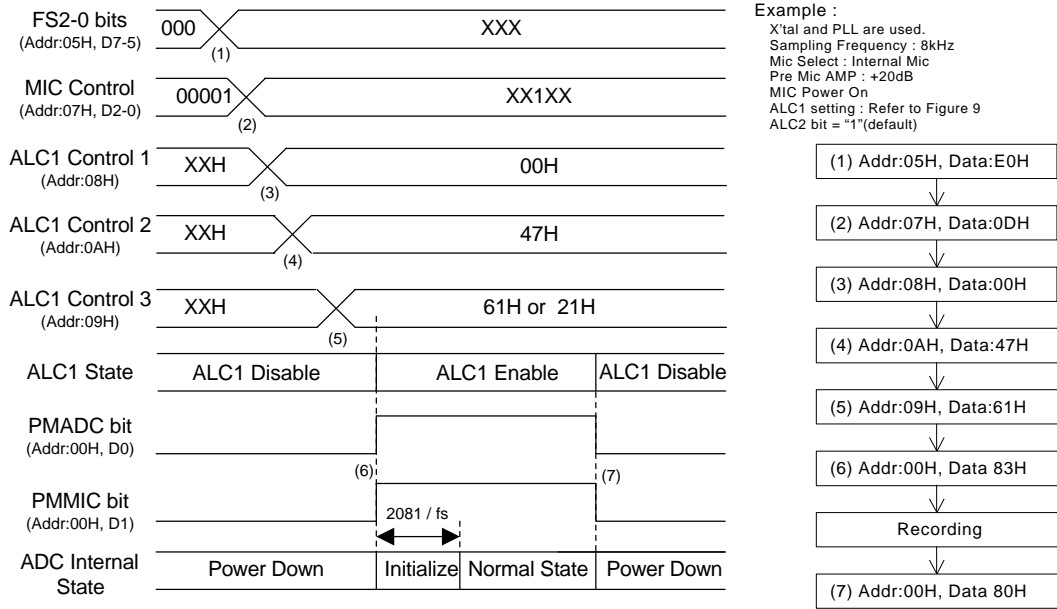 FS2-0 bits
(Addr:05H, D7-5)
000
XXX
(1)
MIC Control
(Addr:07H, D2-0)
00001
XX1XX
(2)
ALC1 Control 1
(Addr:08H)
XXH
00H
(3)
ALC1 Control 2
(Addr:0AH)
XXH
47H
(4)
ALC1 Control 3
(Addr:09H)
XXH
61H or 21H
(5)
ALC1 State
ALC1 Disable
ALC1 Enable
ALC1 Disable
PMADC bit
(Addr:00H, D0)
(6)
(7)
PMMIC bit
(Addr:00H, D1)
2081 / fs
ADC Internal
State
Power Down
Initialize
Normal State
Power Down
Example :
X'tal and PLL are used.
Sampling Frequency : 8kHz
Mic Select : Internal Mic
Pre Mic AMP : +20dB
MIC Power On
ALC1 setting : Refer to Figure 9
ALC2 bit = “1”(default)
(1) Addr:05H, Data:E0H
(2) Addr:07H, Data:0DH
(3) Addr:08H, Data:00H
(4) Addr:0AH, Data:47H
(5) Addr:09H, Data:61H
(6) Addr:00H, Data 83H
Recording
(7) Addr:00H, Data 80H